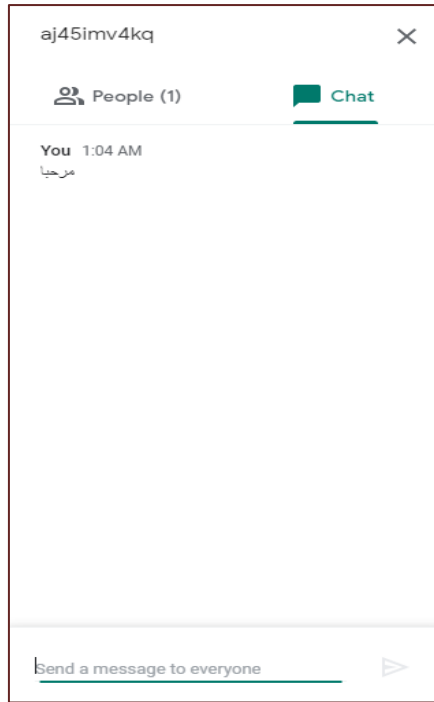 aj45imv4kq
People (1) Chat
You 1:04 AM
مرحبا
Send a message to everyone